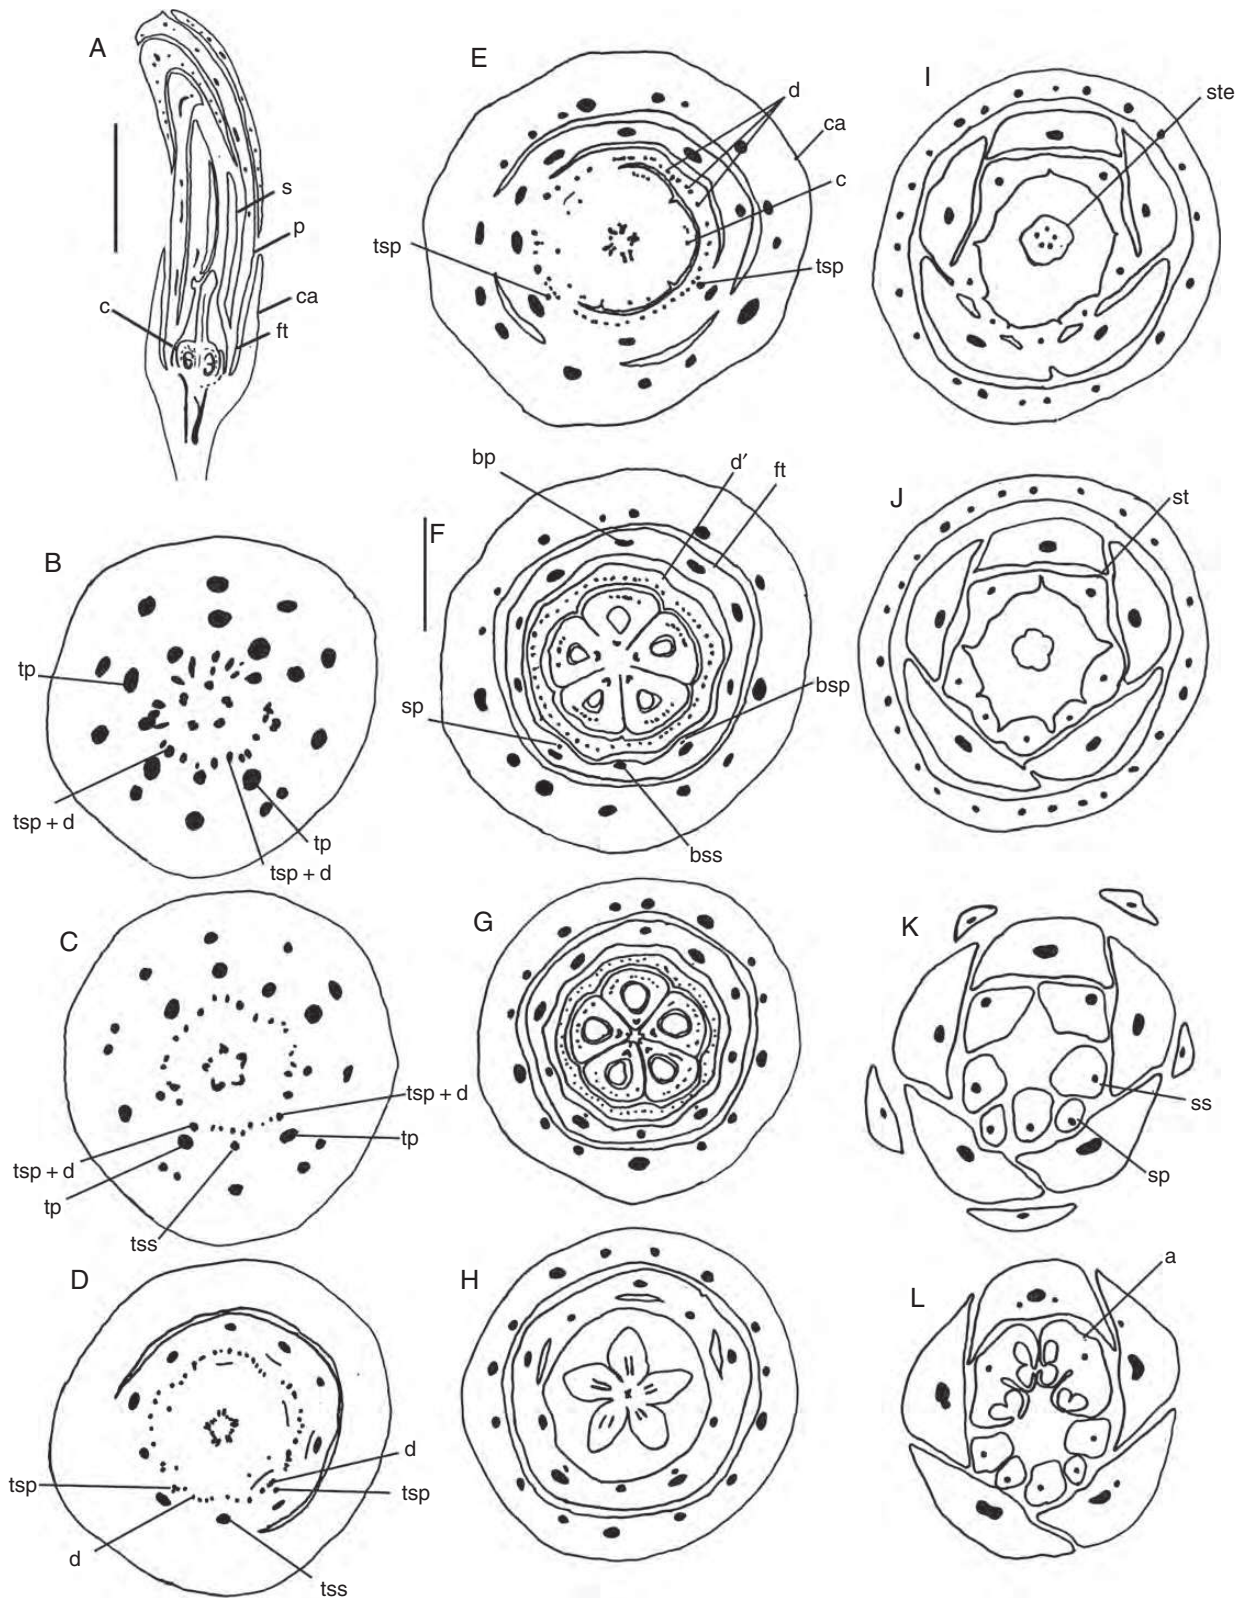 A
s
p
ca
c
ft
B
tp
tsp + d
tp
tsp + d
C
tsp + d
tp
tsp + d
tp
tss
D
d
tsp
tsp
d
tss
E
d
ca
c
tsp
tsp
F
bp
d′
ft
sp
bsp
bss
G
H
I
ste
J
st
K
ss
sp
L
a